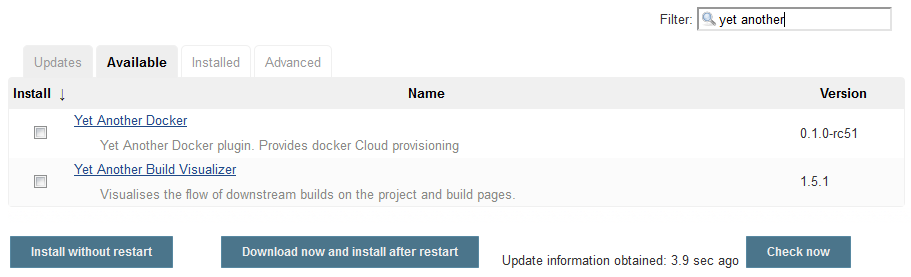 Filter: yet another
Updates Available Installed Advanced
Install ↓ Name Version
Yet Another Docker
Yet Another Docker plugin. Provides docker Cloud provisioning
0.1.0-rc51
Yet Another Build Visualizer
Visualises the flow of downstream builds on the project and build pages.
1.5.1
Install without restart Download now and install after restart Update information obtained: 3.9 sec ago Check now